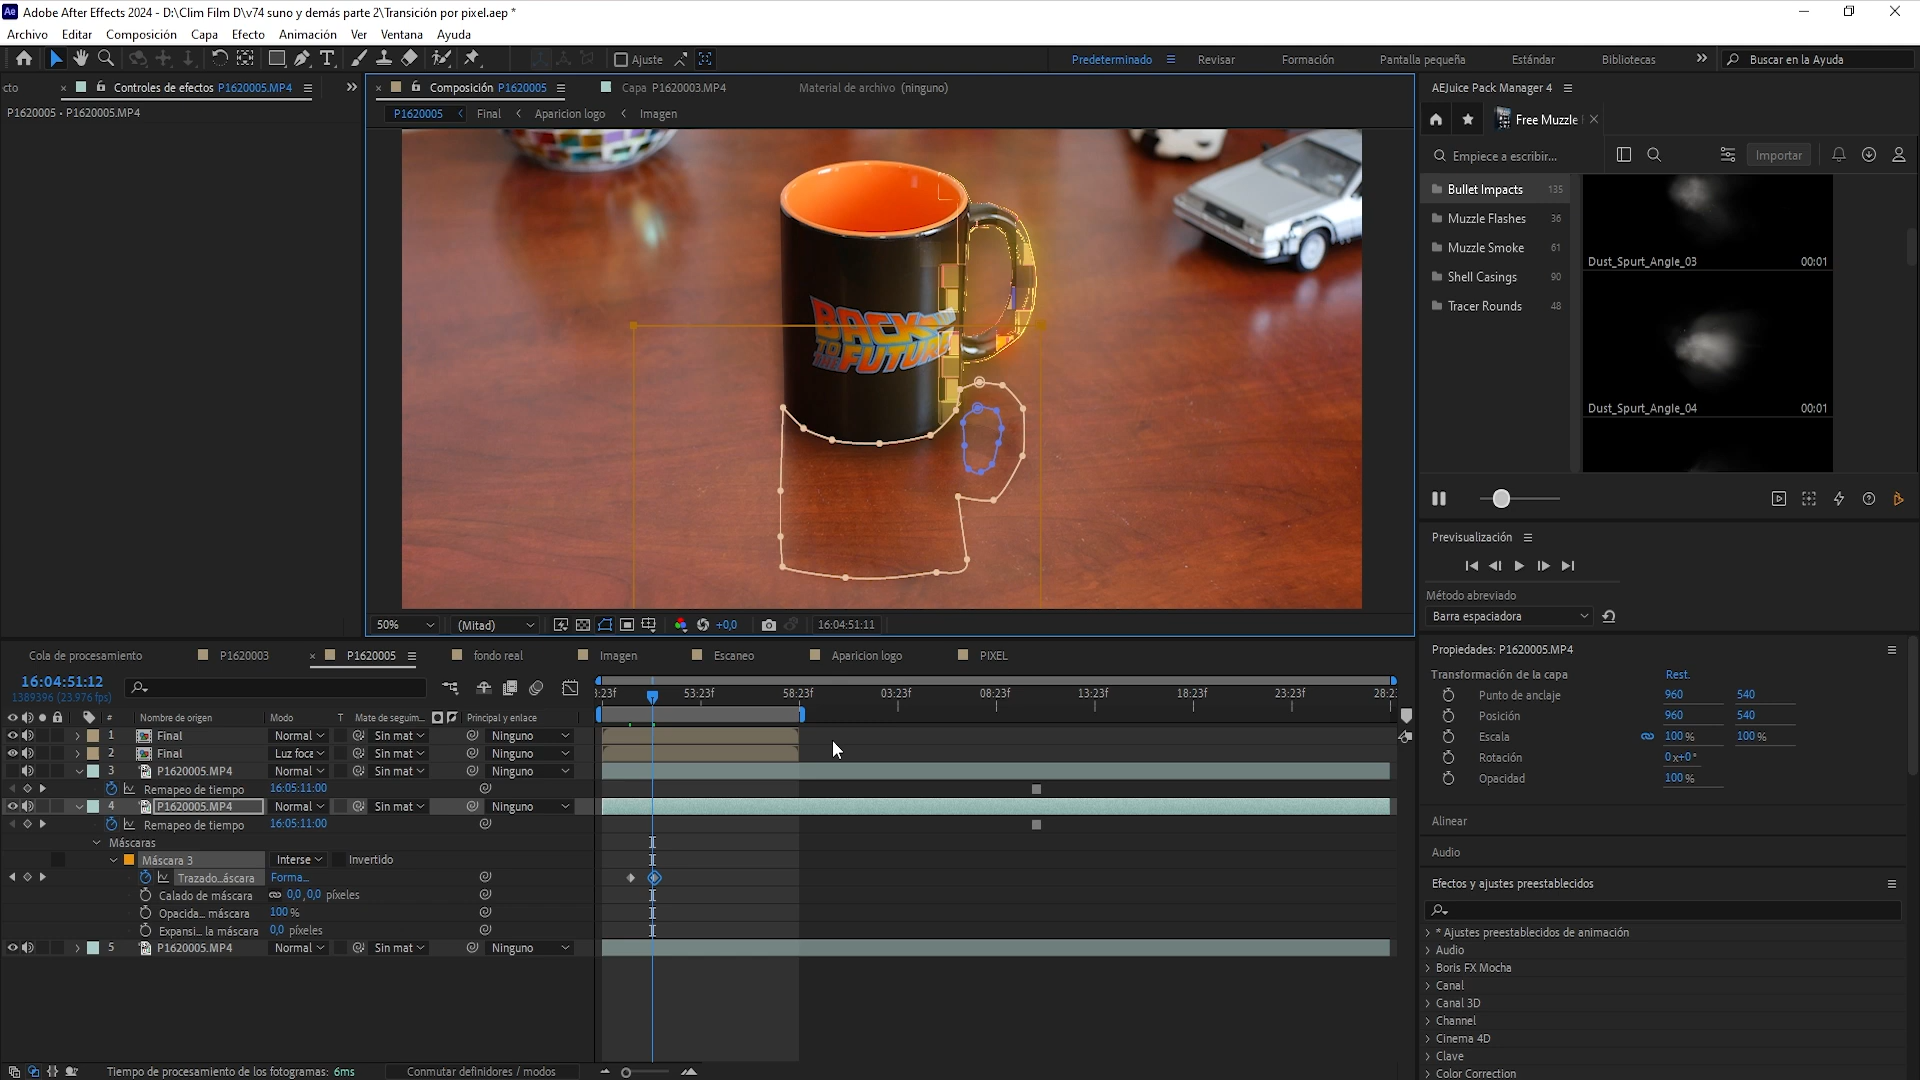 Adobe After Effects 2024 - D:\Clim Film D\v74 suno y demás parte 2\Transición por pixel.aep *
Archivo Editar Composición Capa Efecto Animación Ver Ventana Ayuda
Ajuste
Predeterminado Revisar Formación Pantalla pequeña Estándar Bibliotecas Buscar en la Ayuda
cto Controles de efectos P1620005.MP4
P1620005 • P1620005.MP4
Composición P1620005 Capa P1620003.MP4 Material de archivo (ninguno)
P1620005 Final Aparicion logo Imagen
BACK
TO
THE FUTURE
50% (Mitad) +0,0 16:04:51:11
AEJuice Pack Manager 4
Free Muzzle
Empiece a escribir... Importar
Bullet Impacts 135
Muzzle Flashes 36
Muzzle Smoke 61
Shell Casings 90
Tracer Rounds 48
Dust_Spurt_Angle_03 00:01
Dust_Spurt_Angle_04 00:01
Previsualización
Método abreviado
Barra espaciadora
Propiedades: P1620005.MP4
Transformación de la capa Rest.
Punto de anclaje 960 540
Posición 960 540
Escala 100 % 100 %
Rotación 0x+0°
Opacidad 100 %
Alinear
Audio
Efectos y ajustes preestablecidos
* Ajustes preestablecidos de animación
Audio
Boris FX Mocha
Canal
Canal 3D
Channel
Cinema 4D
Clave
Color Correction
Cola de procesamiento P1620003 P1620005 fondo real Imagen Escaneo Aparicion logo PIXEL
16:04:51:12
1389396 (23.976 fps)
3:23f 53:23f 58:23f 03:23f 08:23f 13:23f 18:23f 23:23f 28:2
# Nombre de origen Modo T Mate de seguim... Principal y enlace
1 Final Normal Sin mat Ninguno
2 Final Luz foca Sin mat Ninguno
3 P1620005.MP4 Normal Sin mat Ninguno
Remapeo de tiempo 16:05:11:00
4 P1620005.MP4 Normal Sin mat Ninguno
Remapeo de tiempo 16:05:11:00
Máscaras
Máscara 3 Interse Invertido
Trazado...áscara Forma...
Calado de máscara 0,0, 0,0 píxeles
Opacida... máscara 100 %
Expansi... la máscara 0,0 píxeles
5 P1620005.MP4 Normal Sin mat Ninguno
Tiempo de procesamiento de los fotogramas: 6ms Conmutar definidores / modos